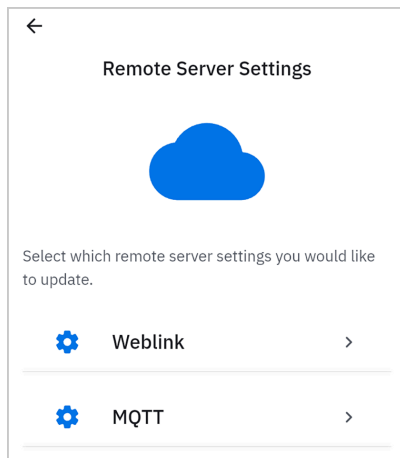 Remote Server Settings
Select which remote server settings you would like
to update.
Weblink
MQTT